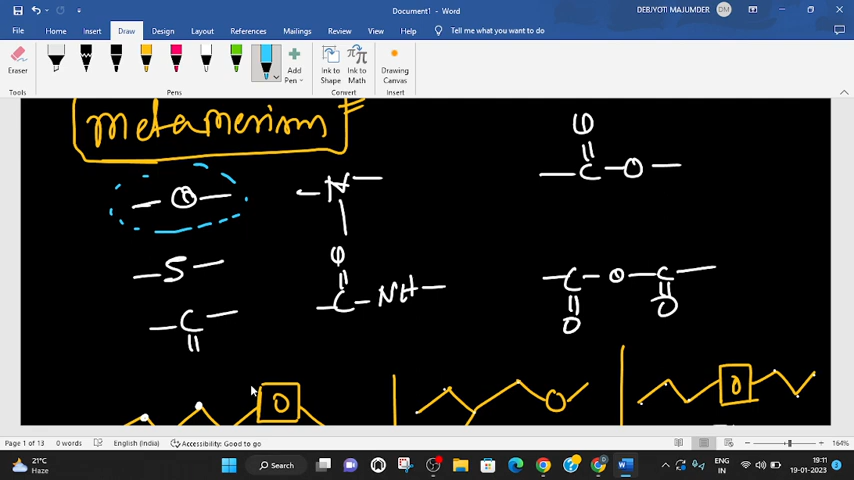 Document1 - Word
DEBJYOTI MAJUMDER
DM
File Home Insert Draw Design Layout References Mailings Review View Help Tell me what you want to do
Eraser
Add Pen
Ink to Shape
Ink to Math
Drawing Canvas
Tools Pens Convert Insert
metamerism
O
— O —
— N —
— C — O —
O
— S —
— C — NH —
— C — O — C —
— C —
O O
O O O
Page 1 of 13 0 words English (India) Accessibility: Good to go 164%
21°C
Haze
Search
ENG
IN
19:11
19-01-2023